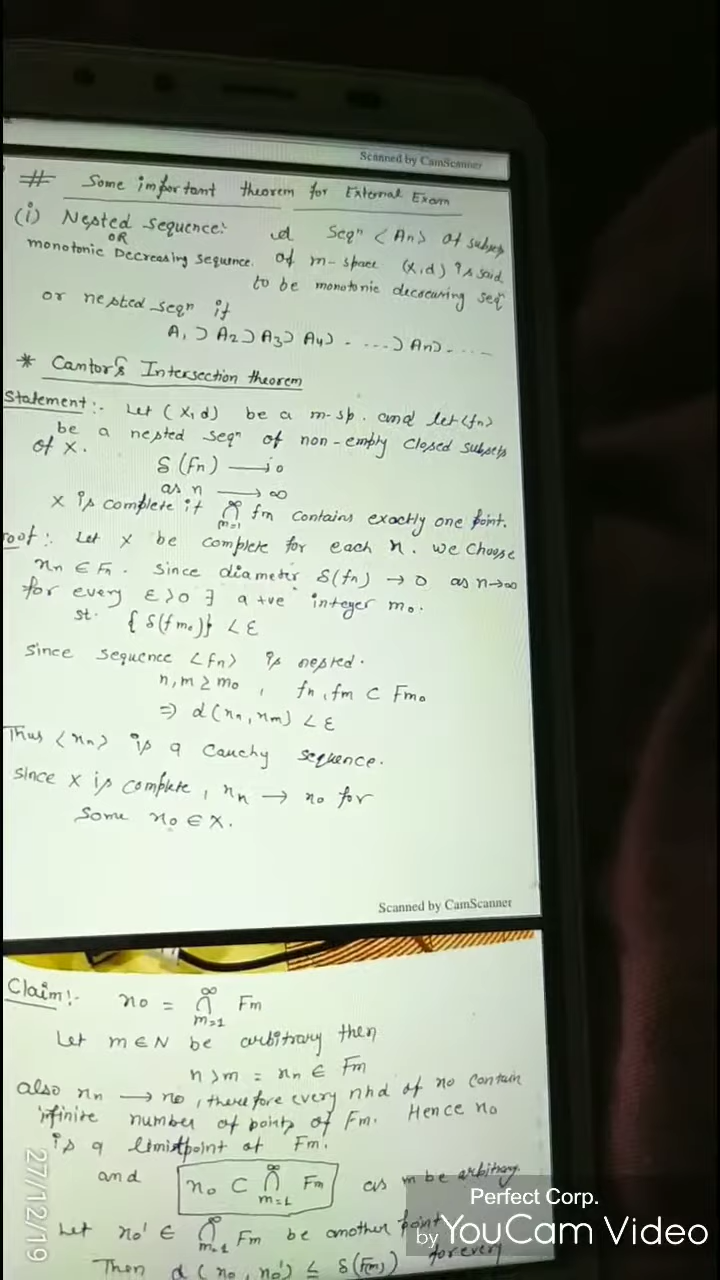 Scanned by CamScanner
# Some important theorem for External Exam
(i) Nested sequence:- Seqⁿ <An> of subsets
OR
monotonic Decreasing sequence. of m-space (X,d) is said
to be monotonic decreasing seqⁿ
or nested seqⁿ if
A₁ ⊃ A₂ ⊃ A₃ ⊃ A₄ ⊃ - .... ⊃ An ⊃ - ....
* Cantor's Intersection theorem
Statement:- Let (X,d) be a m-sp. and let <fn>
be a nested seqⁿ of non-empty closed subsets
of X.
δ(Fn) → 0
as n → ∞
X is complete if ∞∩m=1 fm contains exactly one point.
roof:- Let X be complete for each n. we choose
xn ∈ Fn. Since diameter δ(fn) → 0 as n→∞
for every ε>0 ∃ a +ve integer m₀.
st. {δ(fm₀)} < ε
since sequence <fn> is nested.
n,m ≥ m₀ , fn, fm ⊂ Fm₀
⇒ d(xn, xm) < ε
Thus <xn> is a Cauchy sequence.
since X is complete, xn → x₀ for
some x₀ ∈ X.
Scanned by CamScanner
Claim:- x₀ = ∞∩m=1 Fm
Let m ∈ N be arbitrary then
n > m = xn ∈ Fm
also xn → x₀, therefore every nhd of x₀ contain
infinite number of points of Fm. Hence x₀
is a limit point of Fm.
and x₀ ⊂ ∞∩m=1 Fm as m be arbitrary.
Let x₀' ∈ ∞∩m=1 Fm be another point
Then d(x₀, x₀') ≤ δ(Fm) for every
27/12/19
Perfect Corp.
by YouCam Video